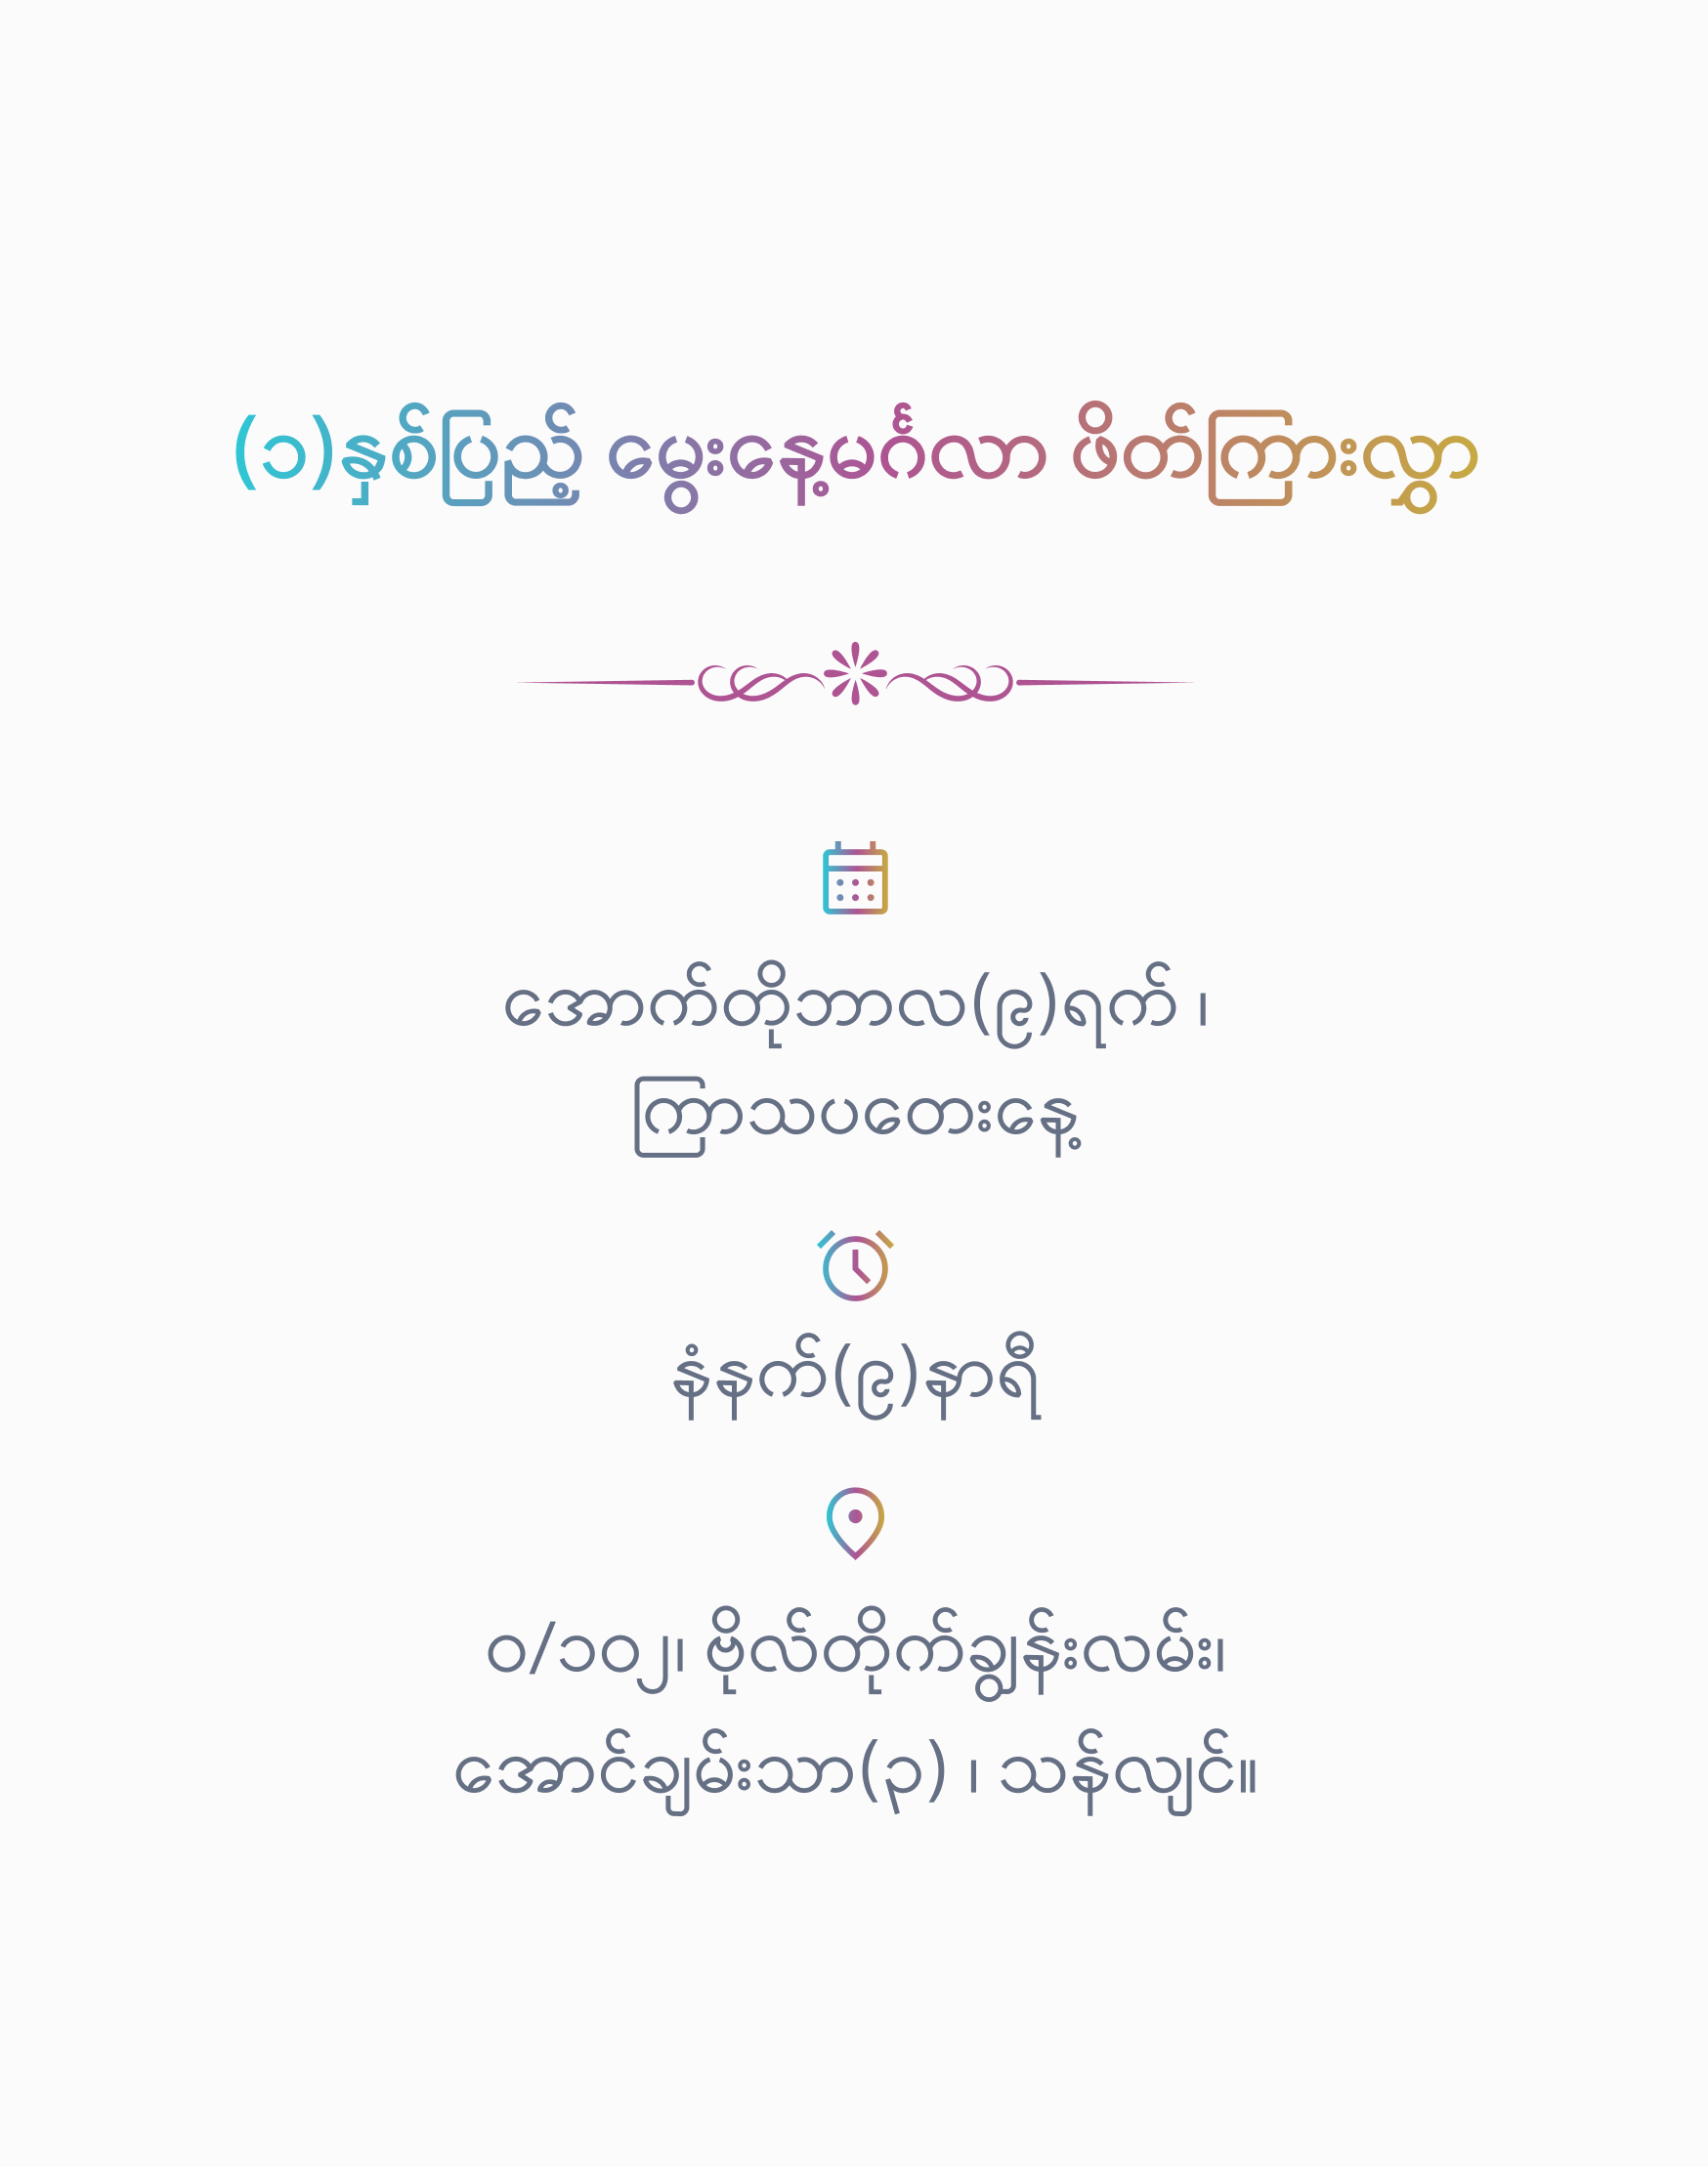 (၁)နှစ်ပြည့် မွေးနေ့မင်္ဂလာ ဖိတ်ကြားလွှာ
အောက်တိုဘာလ(၉)ရက် ၊
ကြာသပတေးနေ့
နံနက်(၉)နာရီ
၀/၁၀၂၊ ဗိုလ်တိုက်ချွန်းလမ်း၊
အောင်ချမ်းသာ(၃) ၊ သန်လျင်။